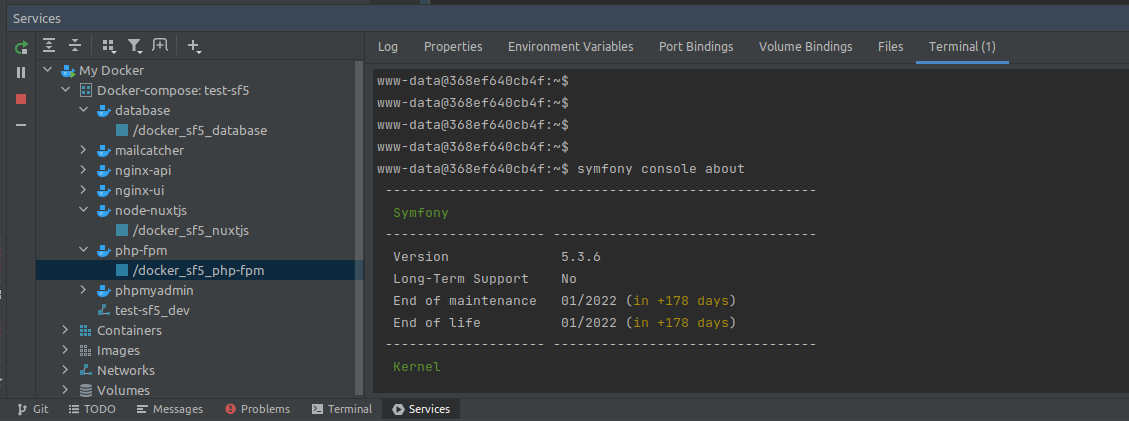 Services
Log Properties Environment Variables Port Bindings Volume Bindings Files Terminal (1)
My Docker
Docker-compose: test-sf5
database
/docker_sf5_database
mailcatcher
nginx-api
nginx-ui
node-nuxtjs
/docker_sf5_nuxtjs
php-fpm
/docker_sf5_php-fpm
phpmyadmin
test-sf5_dev
Containers
Images
Networks
Volumes
www-data@368ef640cb4f:~$
www-data@368ef640cb4f:~$
www-data@368ef640cb4f:~$
www-data@368ef640cb4f:~$
www-data@368ef640cb4f:~$ symfony console about
-------------------- ---------------------------------
Symfony
-------------------- ---------------------------------
Version 5.3.6
Long-Term Support No
End of maintenance 01/2022 (in +178 days)
End of life 01/2022 (in +178 days)
-------------------- ---------------------------------
Kernel
Git TODO Messages Problems Terminal Services